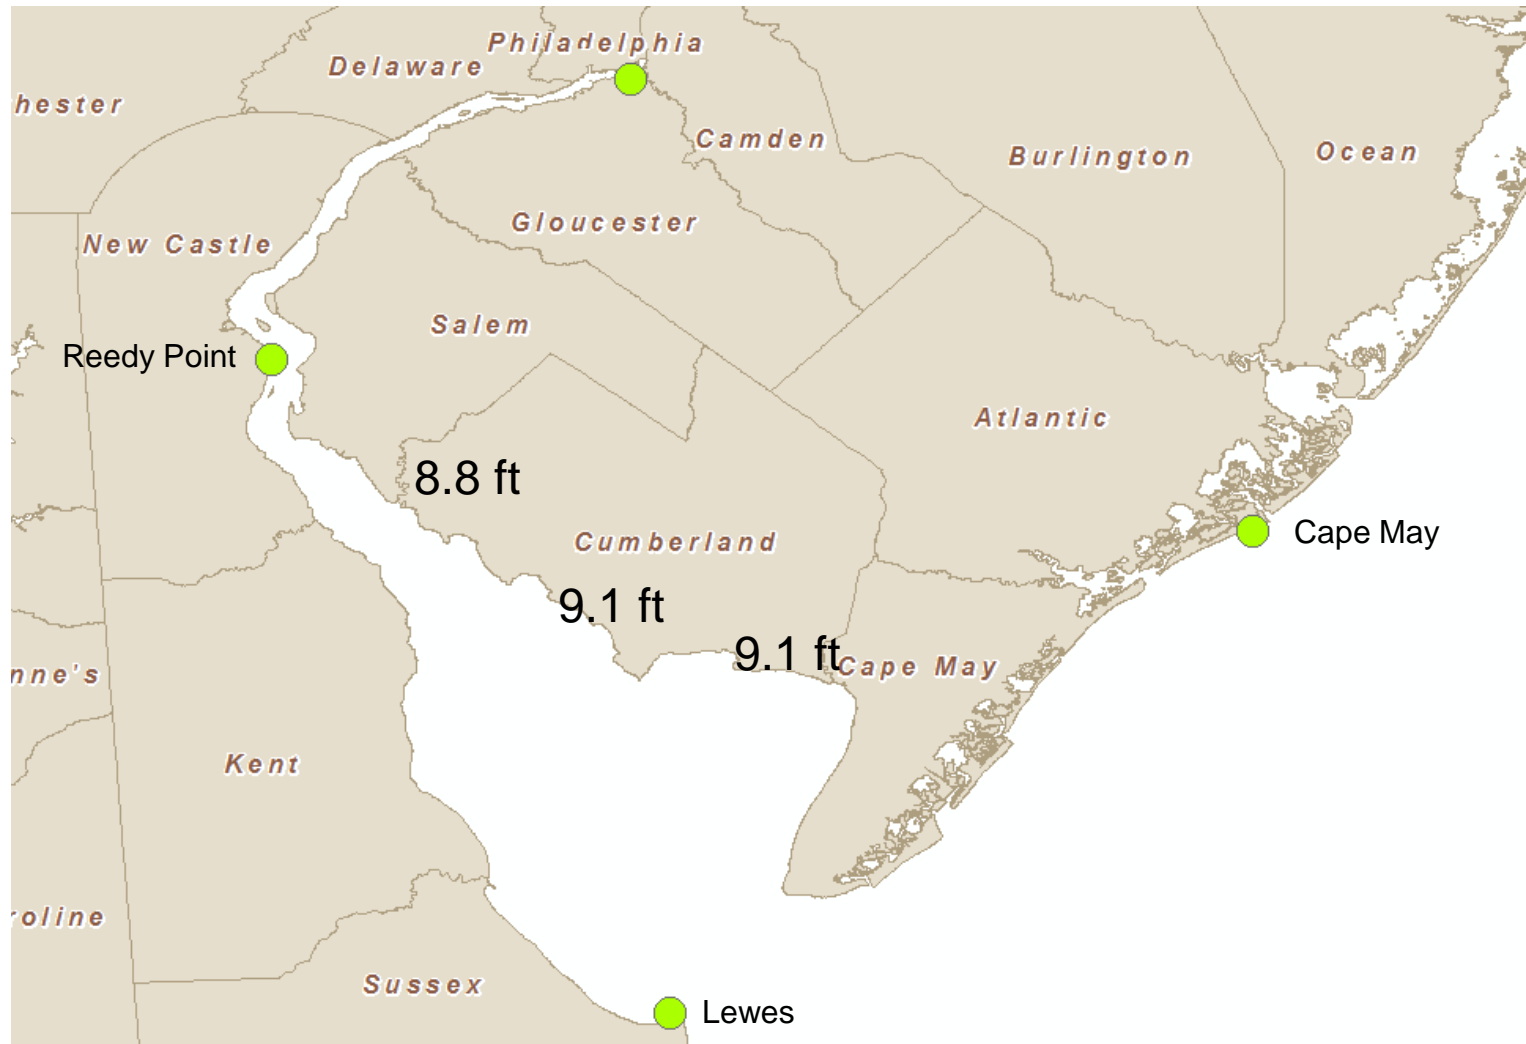 Philadelphia
Delaware
hester
Camden
Burlington
Ocean
Gloucester
New Castle
Salem
Reedy Point
Atlantic
8.8 ft
Cumberland
Cape May
9.1 ft
9.1 ft
Cape May
nne's
Kent
roline
Sussex
Lewes